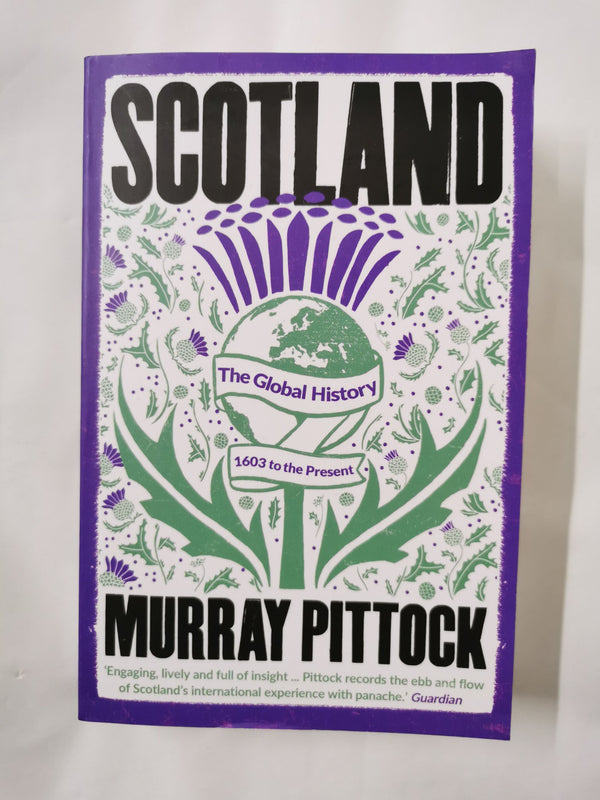 SCOTLAND
The Global History
1603 to the Present
MURRAY PITTOCK
‘Engaging, lively and full of insight ... Pittock records the ebb and flow
of Scotland’s international experience with panache.’ Guardian